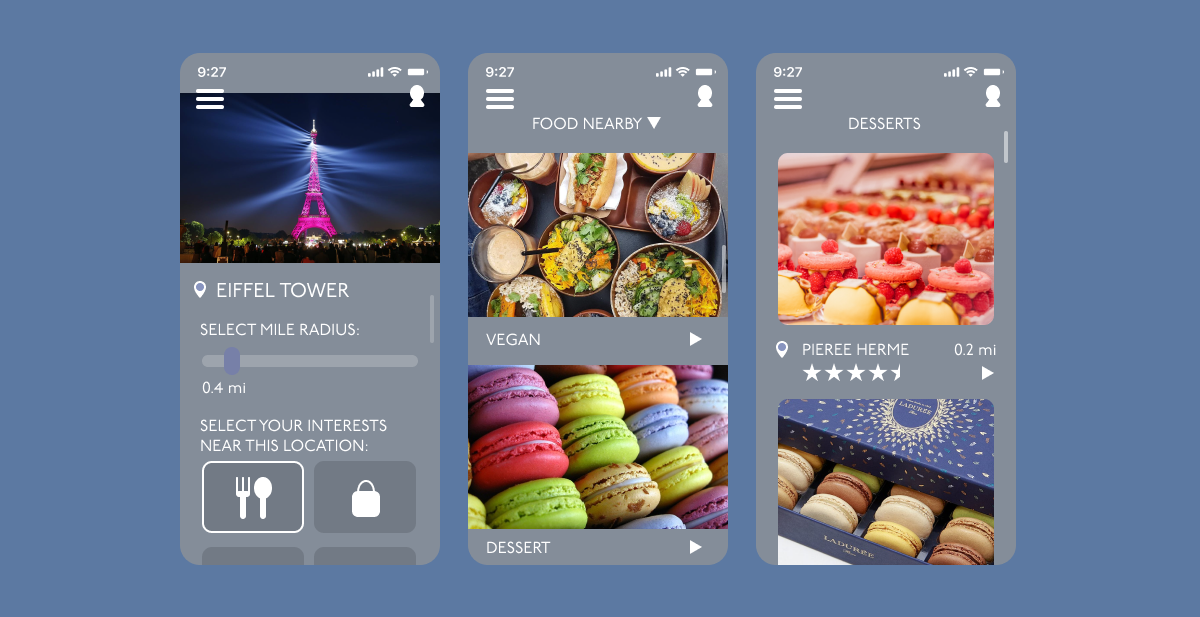 9:27
EIFFEL TOWER
SELECT MILE RADIUS:
0.4 mi
SELECT YOUR INTERESTS
NEAR THIS LOCATION:
9:27
FOOD NEARBY
VEGAN
DESSERT
9:27
DESSERTS
PIEREE HERME 0.2 mi
LADURÉE
LADURÉE